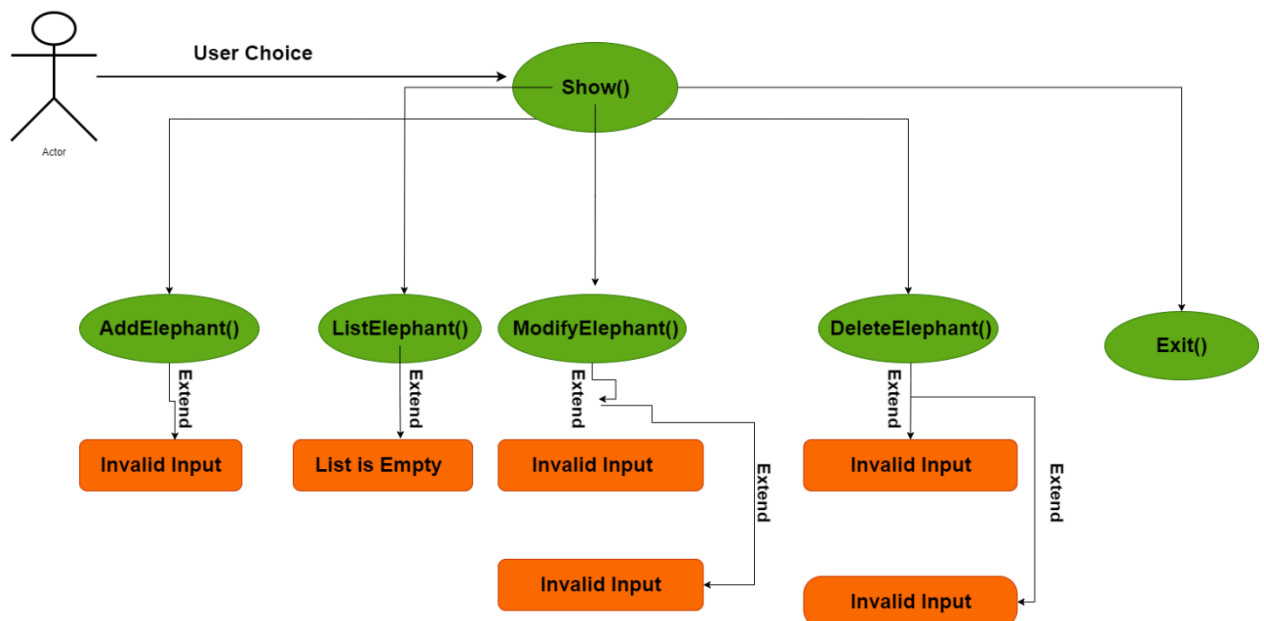 User Choice
Show()
Actor
AddElephant()
ListElephant()
ModifyElephant()
DeleteElephant()
Exit()
Extend
Extend
Extend
Extend
Invalid Input
List is Empty
Invalid Input
Invalid Input
Extend
Extend
Invalid Input
Invalid Input